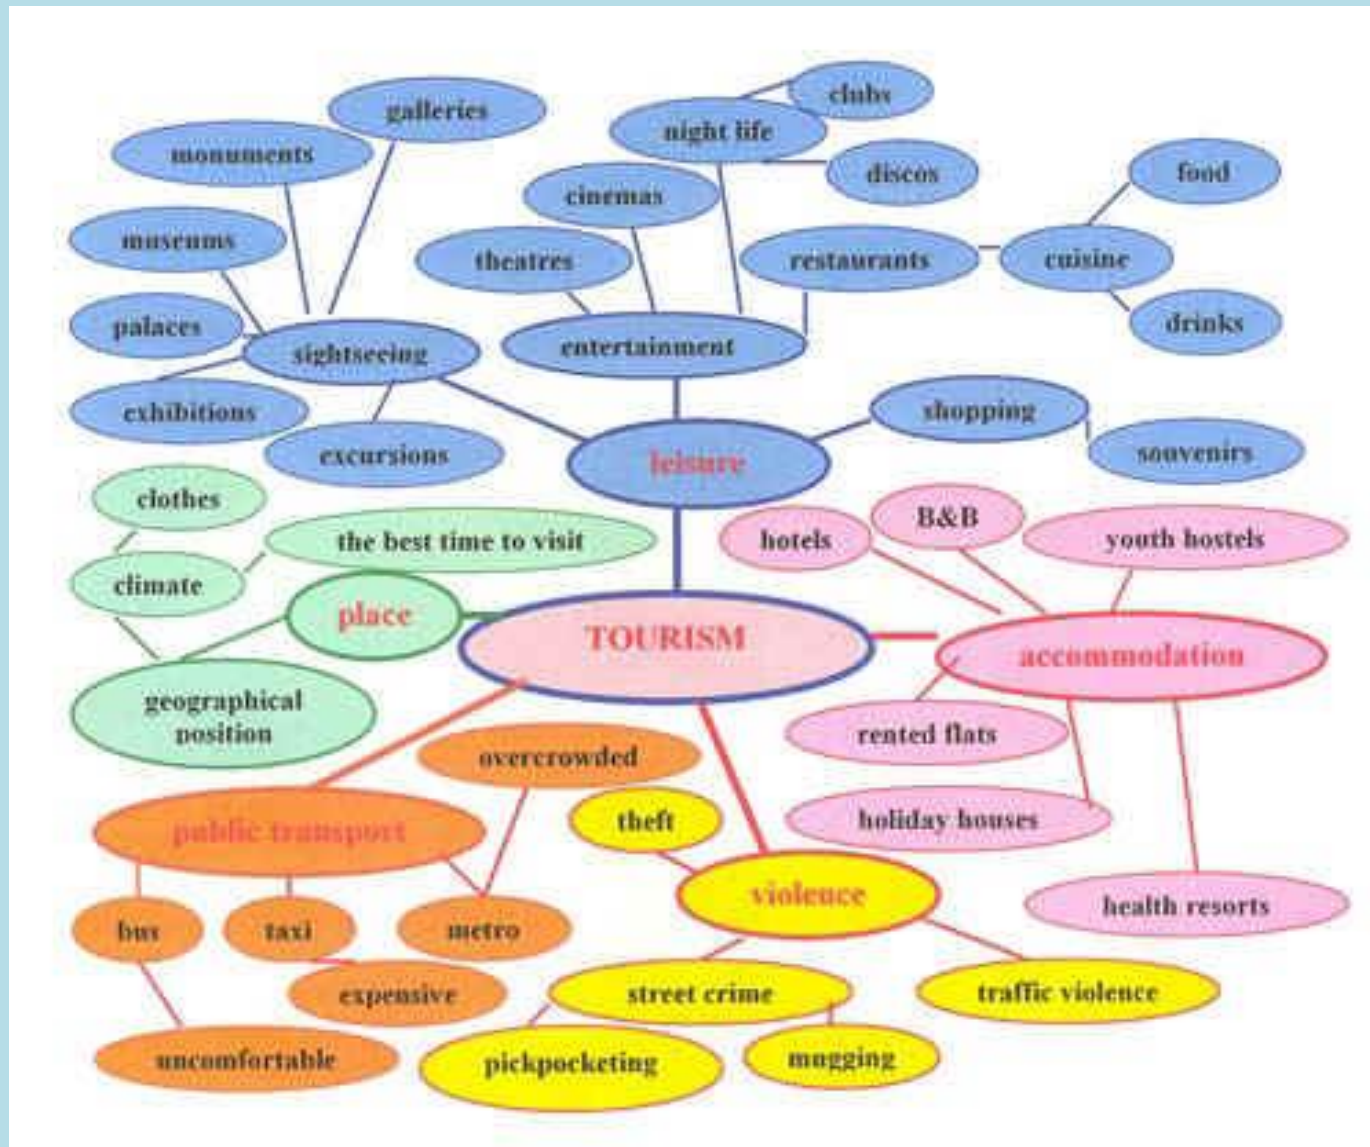 galleries
clubs
monuments
night life
discos
food
cinemas
museums
theatres
restaurants
cuisine
palaces
sightseeing
entertainment
drinks
exhibitions
shopping
excursions
leisure
souvenirs
clothes
the best time to visit
hotels
B&B
youth hostels
climate
place
TOURISM
accommodation
geographical
position
rented flats
overcrowded
public transport
theft
holiday houses
violence
health resorts
bus
taxi
metro
expensive
street crime
traffic violence
uncomfortable
pickpocketing
mugging